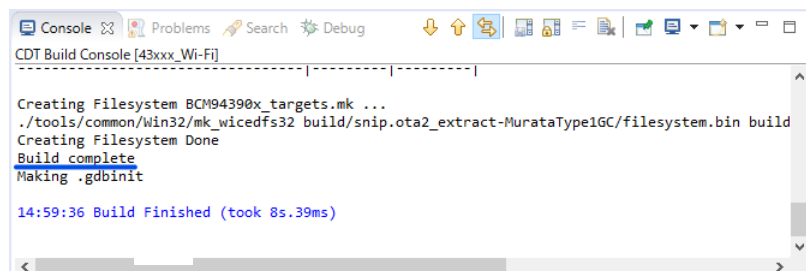 Console Problems Search Debug
CDT Build Console [43xxx_Wi-Fi]
---------------------------------|---------|---------|
Creating Filesystem BCM94390x_targets.mk ...
./tools/common/Win32/mk_wicedfs32 build/snip.ota2_extract-MurataType1GC/filesystem.bin build
Creating Filesystem Done
Build complete
Making .gdbinit
14:59:36 Build Finished (took 8s.39ms)